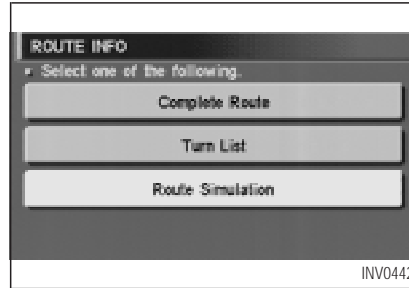 ROUTE INFO
Select one of the following.
Complete Route
Turn List
Route Simulation
INV0442